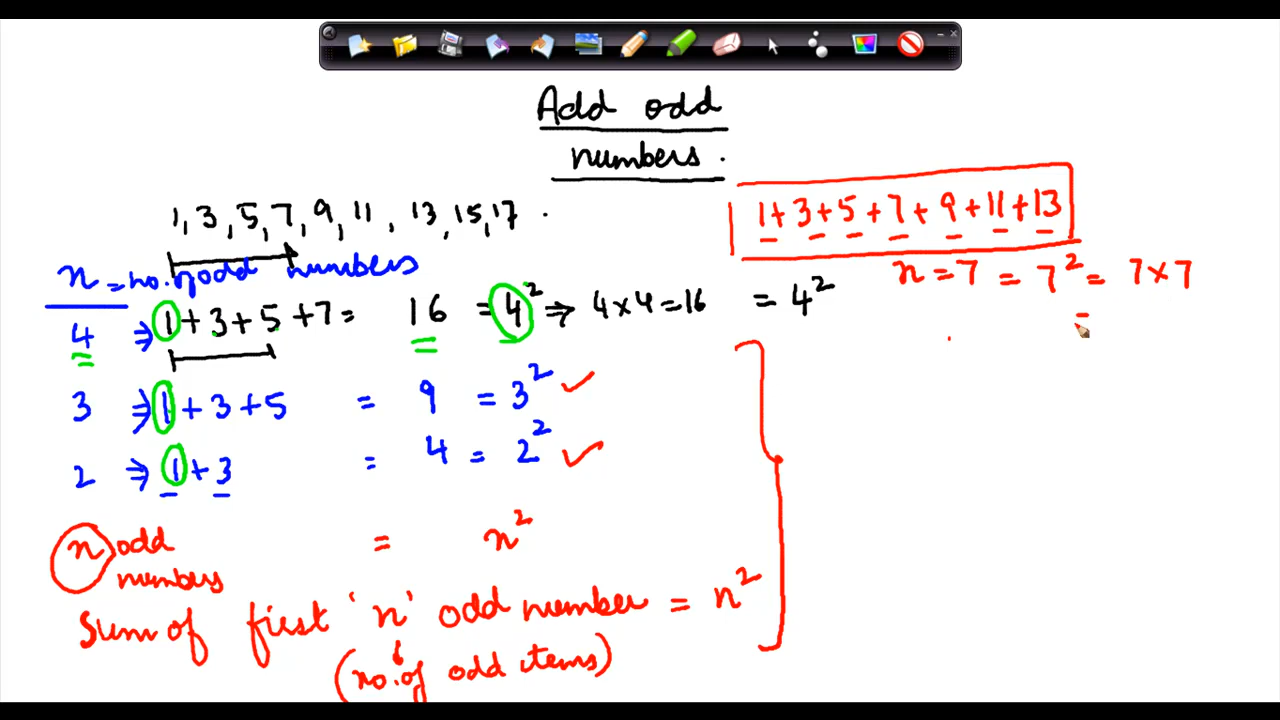 Add odd
numbers.
1, 3, 5, 7, 9, 11, 13, 15, 17 .
1+ 3 + 5 + 7 + 9 + 11 + 13
n = no. of odd numbers
n = 7 = 7² = 7 × 7
=
4 ⇒ 1 + 3 + 5 + 7 = 16 = 4² ⇒ 4 × 4 = 16 = 4²
3 ⇒ 1 + 3 + 5 = 9 = 3² ✓
2 ⇒ 1 + 3 = 4 = 2² ✓
n odd numbers = n²
Sum of first 'n' odd number = n²
(no. of odd items)